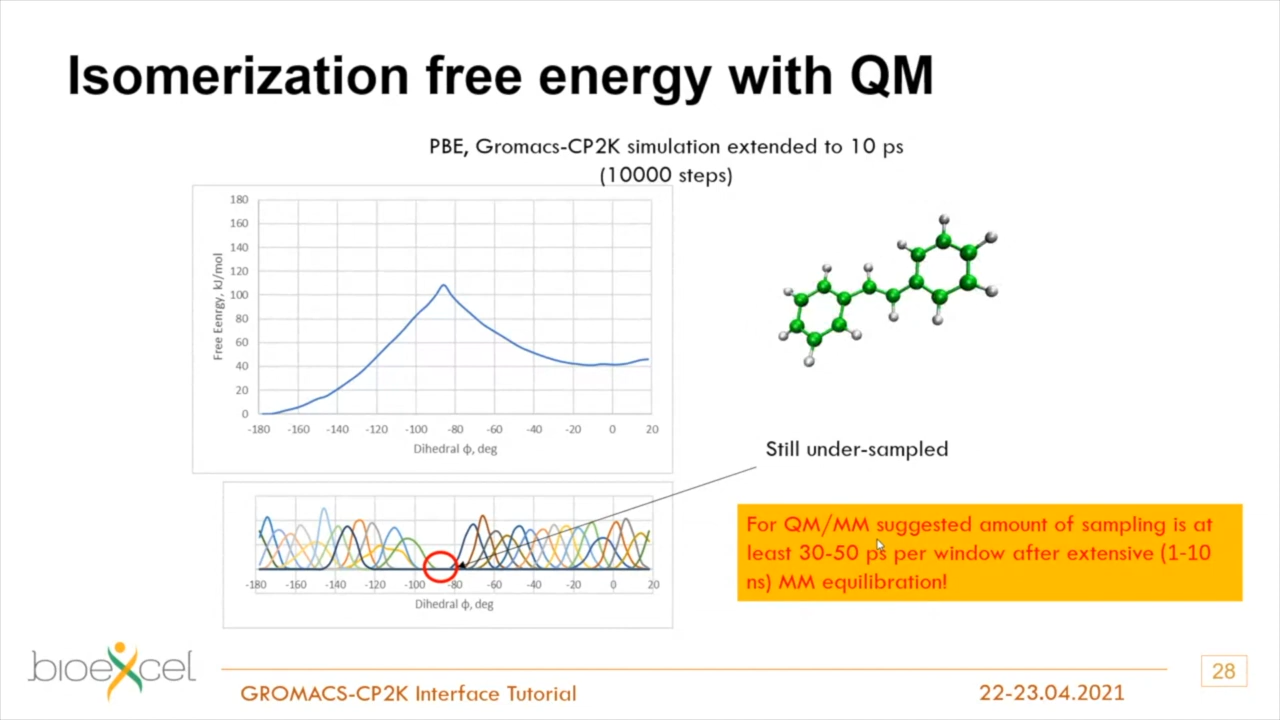 Isomerization free energy with QM
PBE, Gromacs-CP2K simulation extended to 10 ps
(10000 steps)
180
160
140
120
100
80
60
40
20
0
Free Eenrgy, kJ/mol
-180 -160 -140 -120 -100 -80 -60 -40 -20 0 20
Dihedral ϕ, deg
Still under-sampled
-180 -160 -140 -120 -100 -80 -60 -40 -20 0 20
Dihedral ϕ, deg
For QM/MM suggested amount of sampling is at
least 30-50 ps per window after extensive (1-10
ns) MM equilibration!
bioexcel
GROMACS-CP2K Interface Tutorial
22-23.04.2021
28